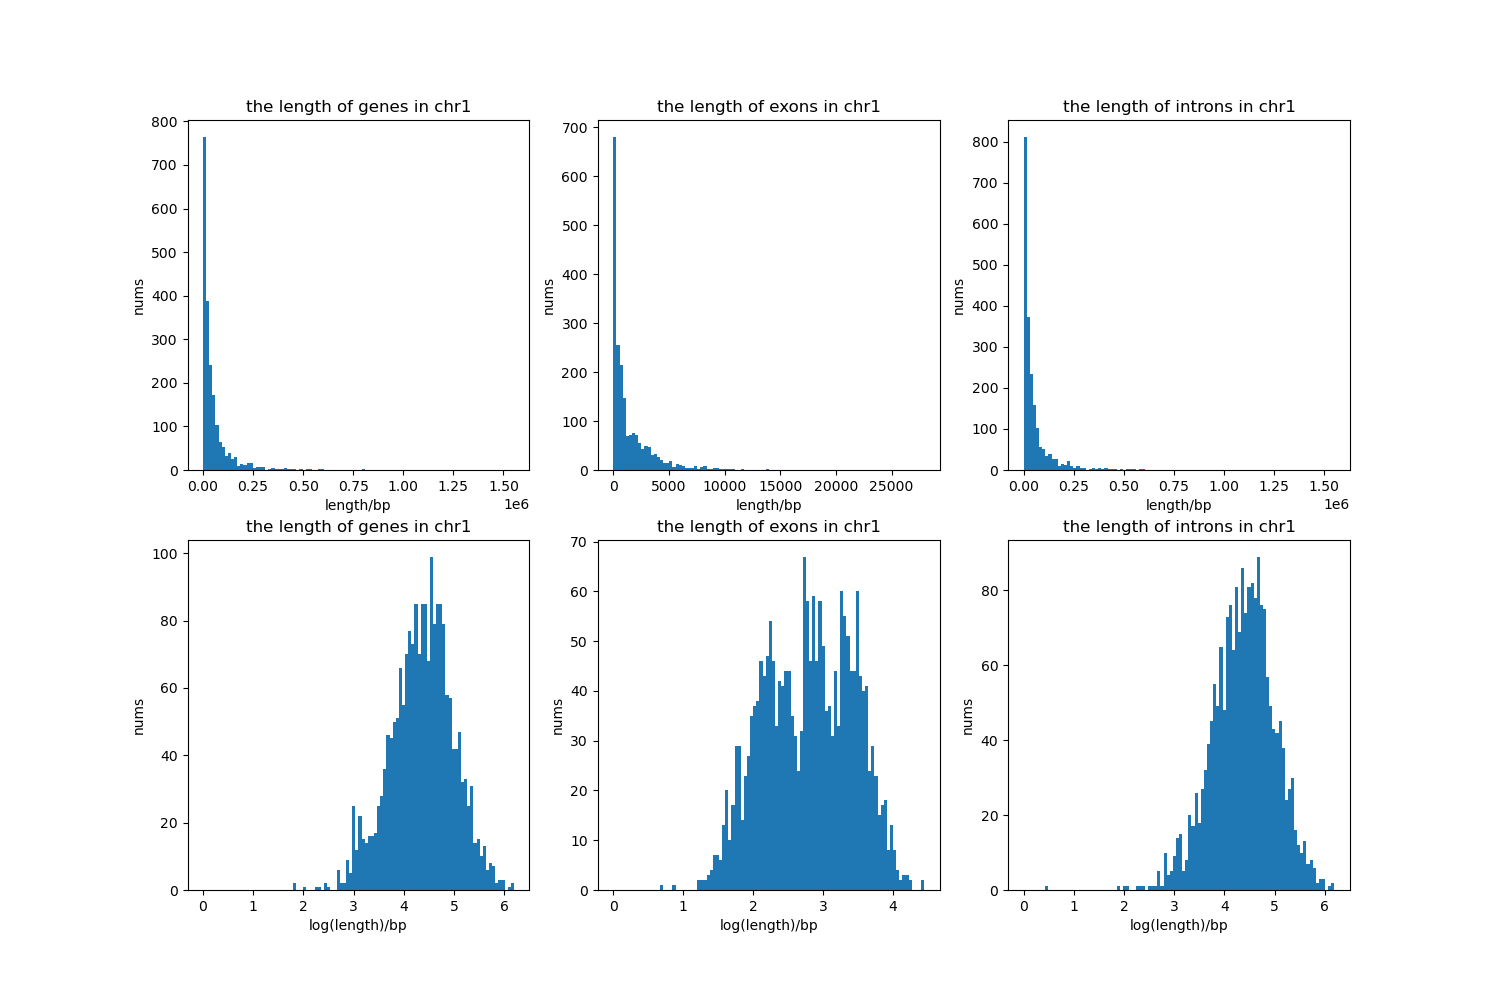 the length of genes in chr1
800
700
600
500
400
300
200
100
0
nums
0.00 0.25 0.50 0.75 1.00 1.25 1.50
1e6
length/bp
the length of exons in chr1
700
600
500
400
300
200
100
0
nums
0 5000 10000 15000 20000 25000
length/bp
the length of introns in chr1
800
700
600
500
400
300
200
100
0
nums
0.00 0.25 0.50 0.75 1.00 1.25 1.50
1e6
length/bp
the length of genes in chr1
100
80
60
40
20
0
nums
0 1 2 3 4 5 6
log(length)/bp
the length of exons in chr1
70
60
50
40
30
20
10
0
nums
0 1 2 3 4
log(length)/bp
the length of introns in chr1
80
60
40
20
0
nums
0 1 2 3 4 5 6
log(length)/bp